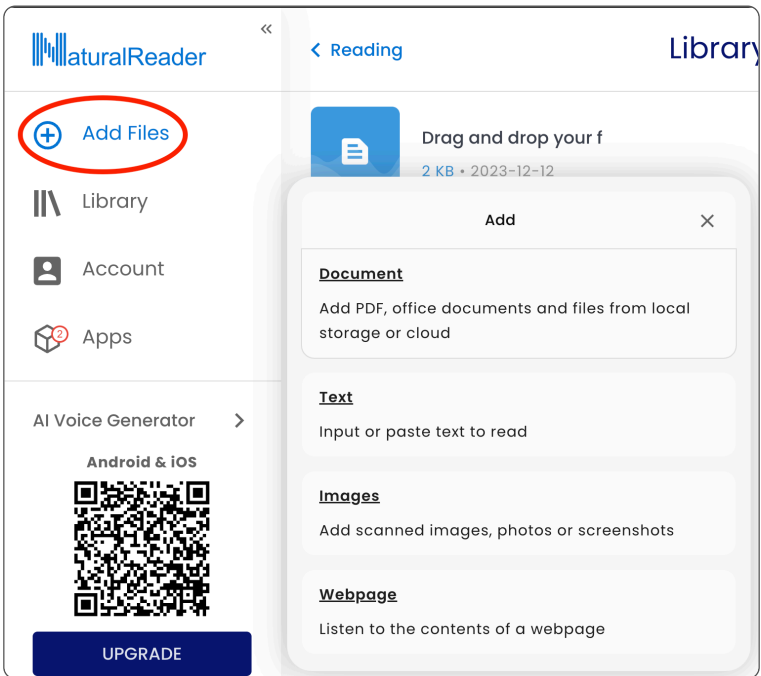 NaturalReader
«
Add Files
Library
Account
2
Apps
AI Voice Generator
Android & iOS
UPGRADE
Reading
Library
Drag and drop your f
2 KB • 2023-12-12
Add
Document
Add PDF, office documents and files from local
storage or cloud
Text
Input or paste text to read
Images
Add scanned images, photos or screenshots
Webpage
Listen to the contents of a webpage